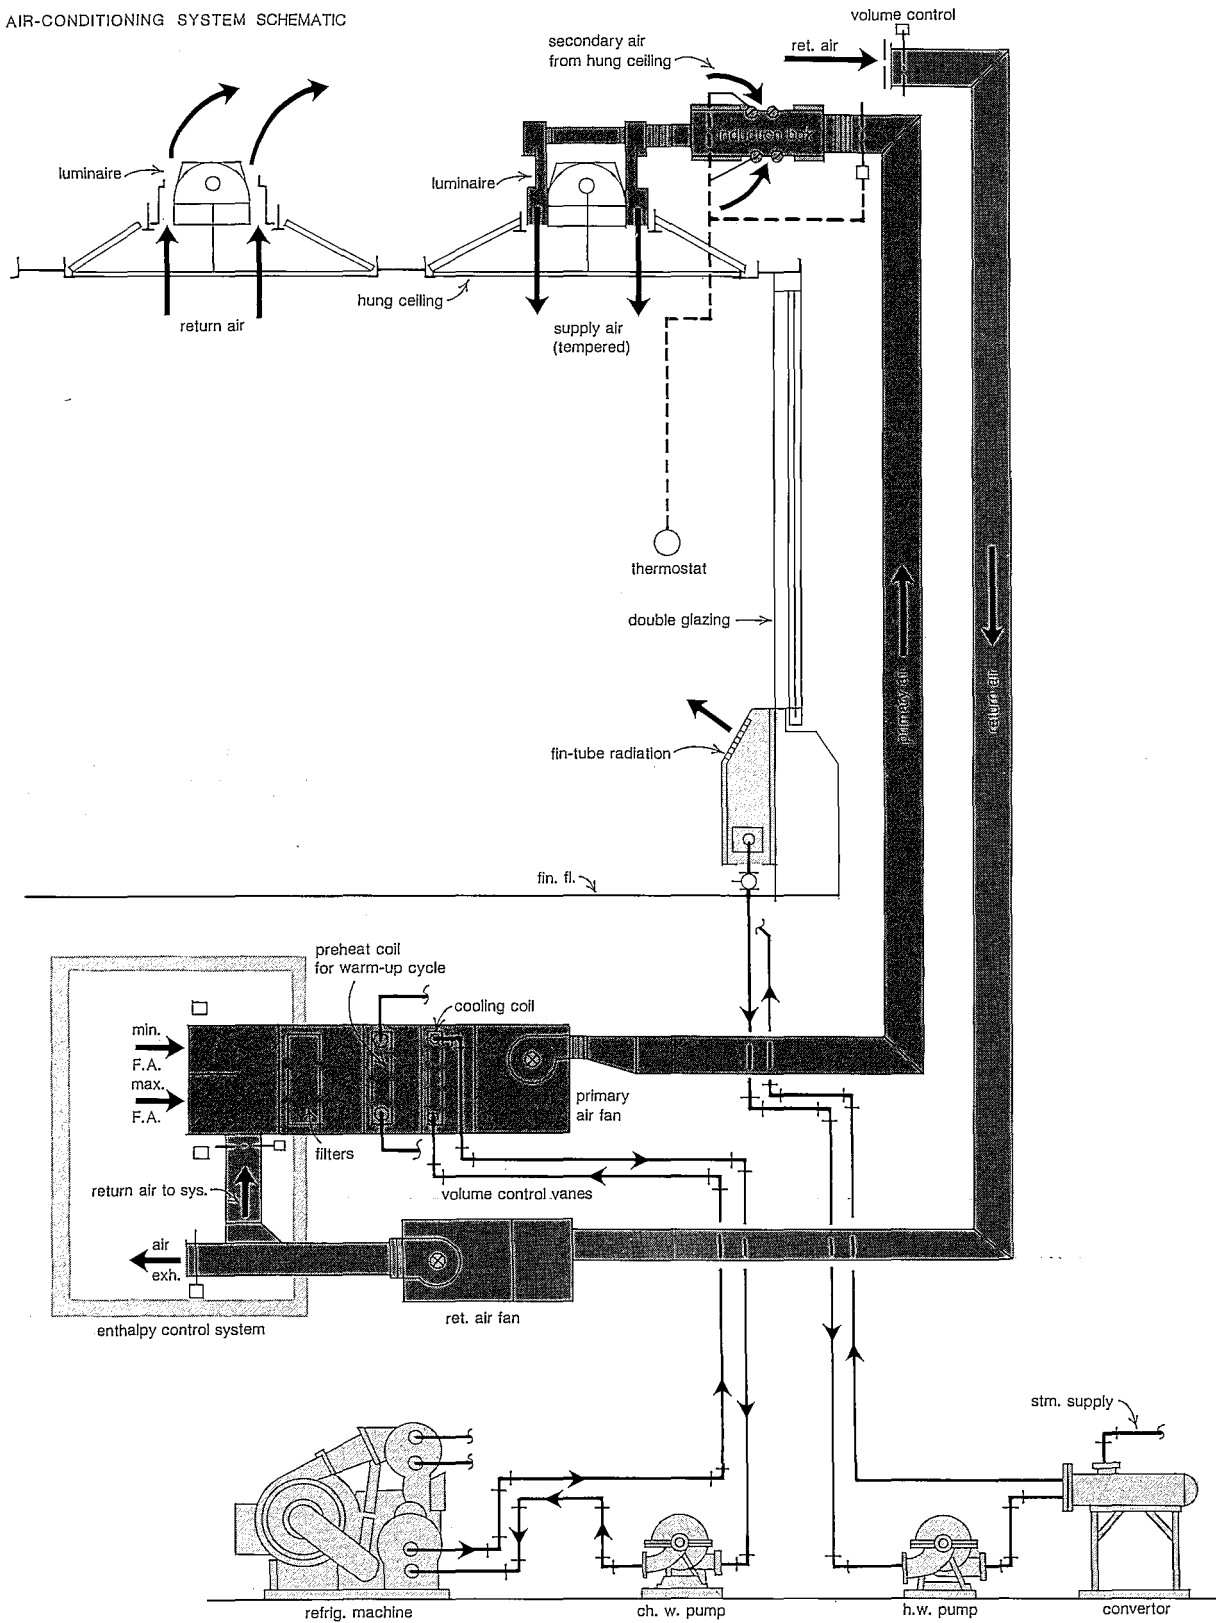 AIR-CONDITIONING SYSTEM SCHEMATIC
volume control
secondary air
from hung ceiling
ret. air
induction box
luminaire
luminaire
hung ceiling
return air
supply air
(tempered)
thermostat
double glazing
primary air
return air
fin-tube radiation
fin. fl.
preheat coil
for warm-up cycle
cooling coil
min.
F.A.
max.
F.A.
primary
air fan
filters
return air to sys.
volume control vanes
air
exh.
ret. air fan
enthalpy control system
stm. supply
refrig. machine
ch. w. pump
h.w. pump
convertor